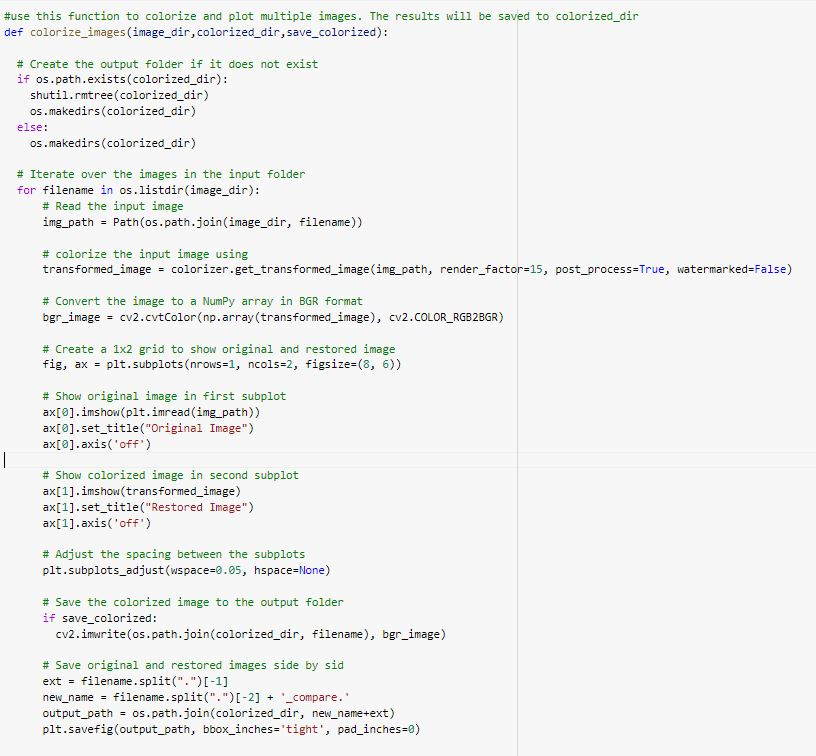 #use this function to colorize and plot multiple images. The results will be saved to colorized_dir
def colorize_images(image_dir,colorized_dir,save_colorized):
# Create the output folder if it does not exist
if os.path.exists(colorized_dir):
shutil.rmtree(colorized_dir)
os.makedirs(colorized_dir)
else:
os.makedirs(colorized_dir)
# Iterate over the images in the input folder
for filename in os.listdir(image_dir):
# Read the input image
img_path = Path(os.path.join(image_dir, filename))
# colorize the input image using
transformed_image = colorizer.get_transformed_image(img_path, render_factor=15, post_process=True, watermarked=False)
# Convert the image to a NumPy array in BGR format
bgr_image = cv2.cvtColor(np.array(transformed_image), cv2.COLOR_RGB2BGR)
# Create a 1x2 grid to show original and restored image
fig, ax = plt.subplots(nrows=1, ncols=2, figsize=(8, 6))
# Show original image in first subplot
ax[0].imshow(plt.imread(img_path))
ax[0].set_title("Original Image")
ax[0].axis('off')
# Show colorized image in second subplot
ax[1].imshow(transformed_image)
ax[1].set_title("Restored Image")
ax[1].axis('off')
# Adjust the spacing between the subplots
plt.subplots_adjust(wspace=0.05, hspace=None)
# Save the colorized image to the output folder
if save_colorized:
cv2.imwrite(os.path.join(colorized_dir, filename), bgr_image)
# Save original and restored images side by sid
ext = filename.split(".")[-1]
new_name = filename.split(".")[-2] + '_compare.'
output_path = os.path.join(colorized_dir, new_name+ext)
plt.savefig(output_path, bbox_inches='tight', pad_inches=0)